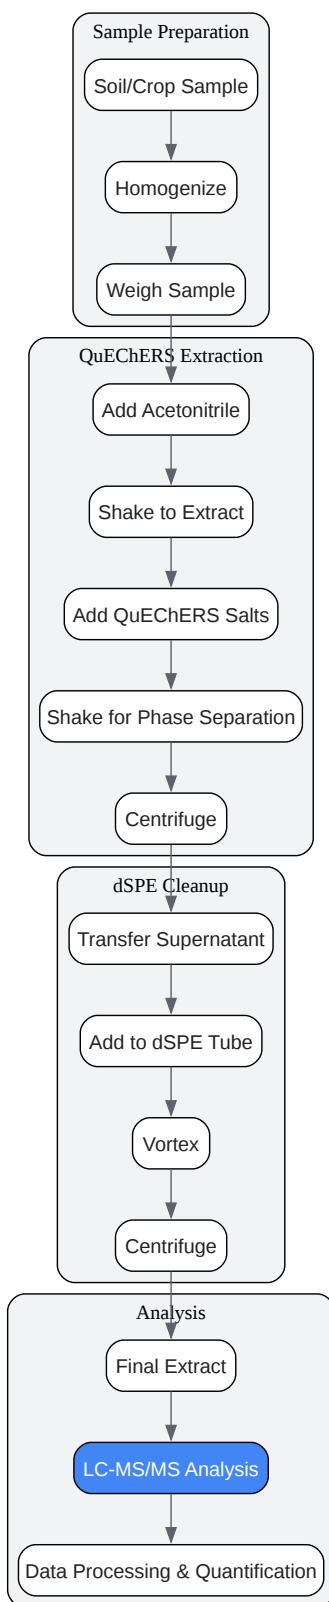 Sample Preparation
Soil/Crop Sample
Homogenize
Weigh Sample
QuEChERS Extraction
Add Acetonitrile
Shake to Extract
Add QuEChERS Salts
Shake for Phase Separation
Centrifuge
dSPE Cleanup
Transfer Supernatant
Add to dSPE Tube
Vortex
Centrifuge
Analysis
Final Extract
LC-MS/MS Analysis
Data Processing & Quantification